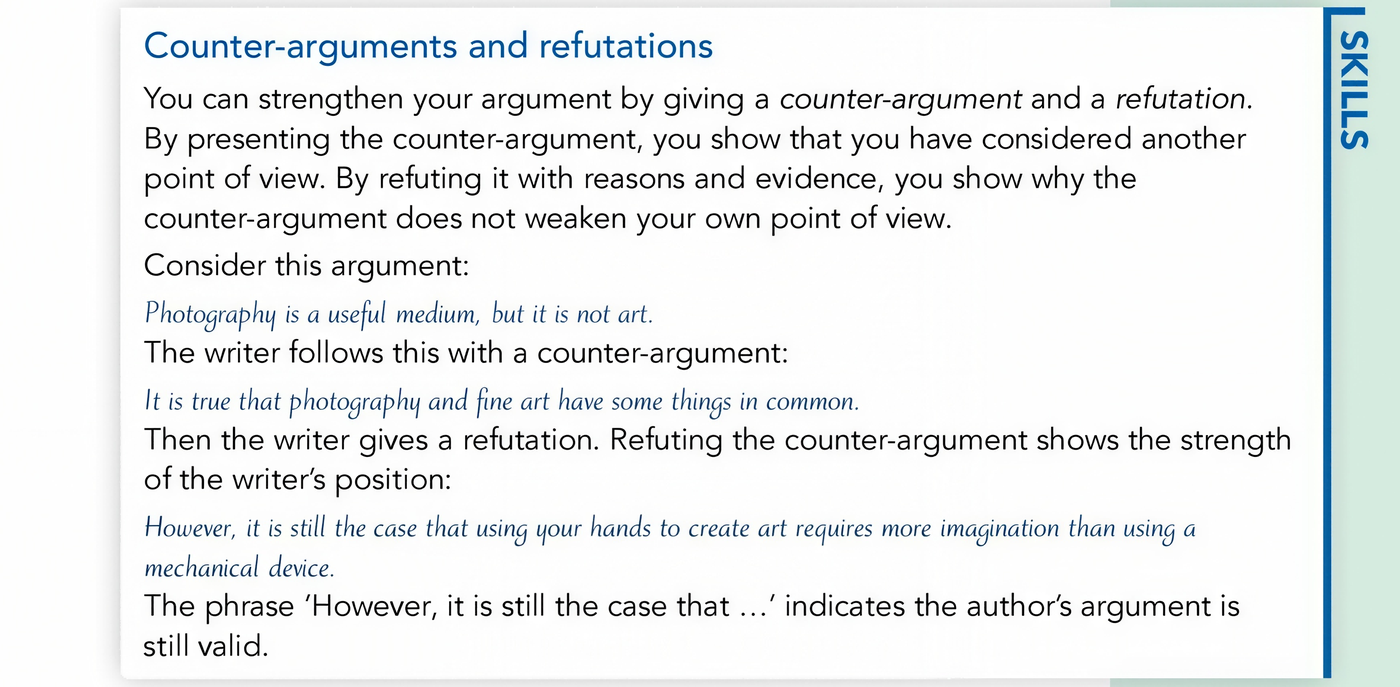 Counter-arguments and refutations
You can strengthen your argument by giving a counter-argument and a refutation.
By presenting the counter-argument, you show that you have considered another
point of view. By refuting it with reasons and evidence, you show why the
counter-argument does not weaken your own point of view.
Consider this argument:
Photography is a useful medium, but it is not art.
The writer follows this with a counter-argument:
It is true that photography and fine art have some things in common.
Then the writer gives a refutation. Refuting the counter-argument shows the strength
of the writer’s position:
However, it is still the case that using your hands to create art requires more imagination than using a
mechanical device.
The phrase ’However, it is still the case that …’ indicates the author’s argument is
still valid.
SKILLS